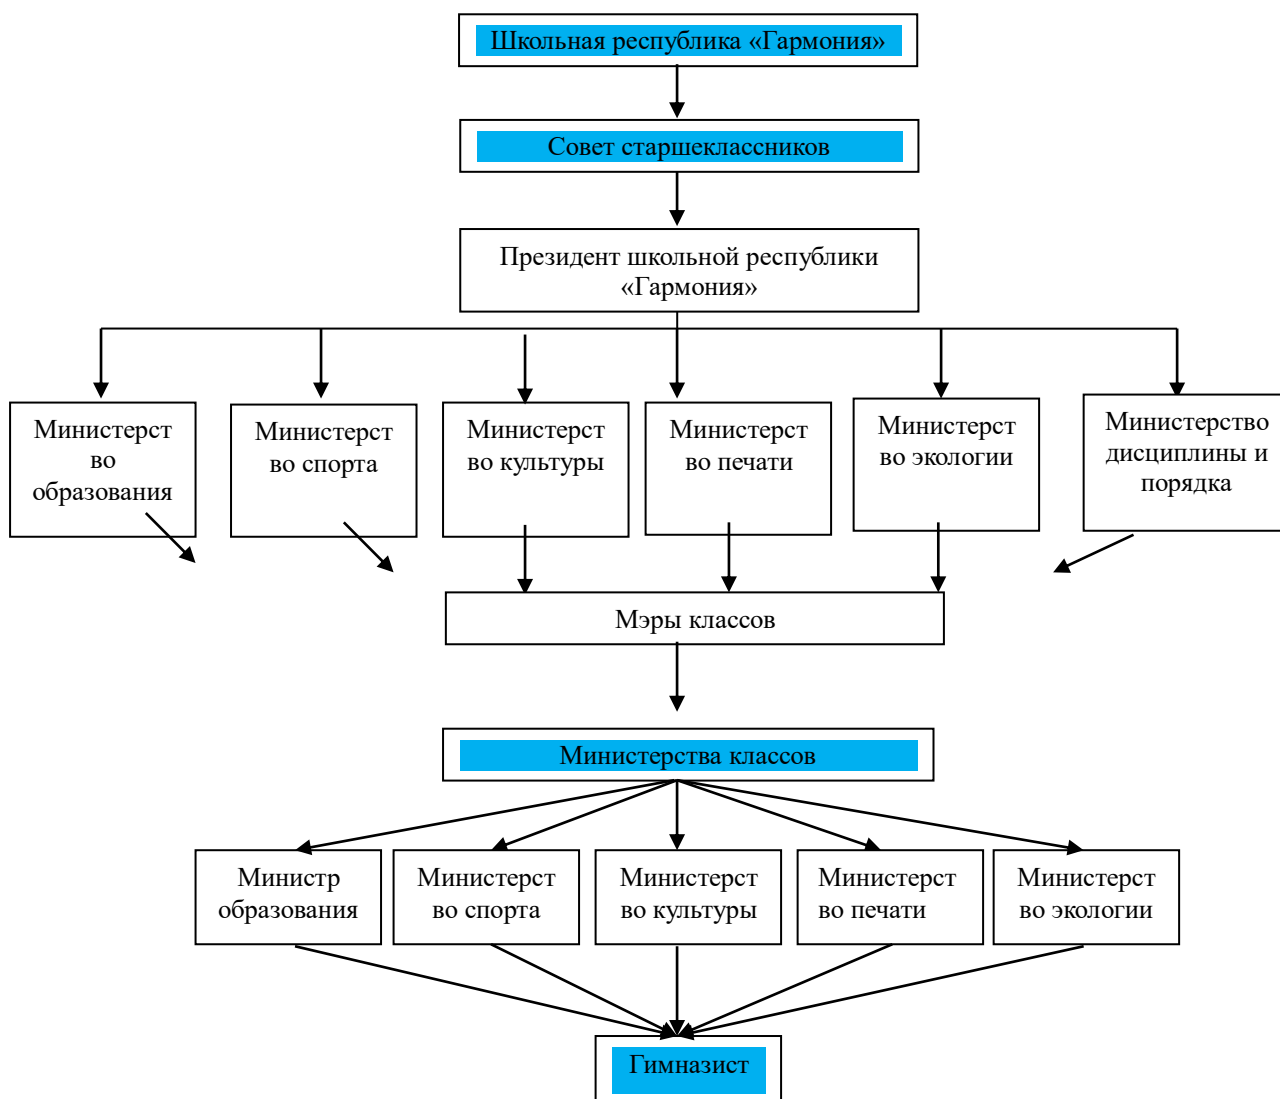 Школьная республика «Гармония»
Совет старшеклассников
Президент школьной республики
«Гармония»
Министерст
во
образования
Министерст
во спорта
Министерст
во культуры
Министерст
во печати
Министерст
во экологии
Министерство
дисциплины и
порядка
Мэры классов
Министерства классов
Министр
образования
Министерст
во спорта
Министерст
во культуры
Министерст
во печати
Министерст
во экологии
Гимназист